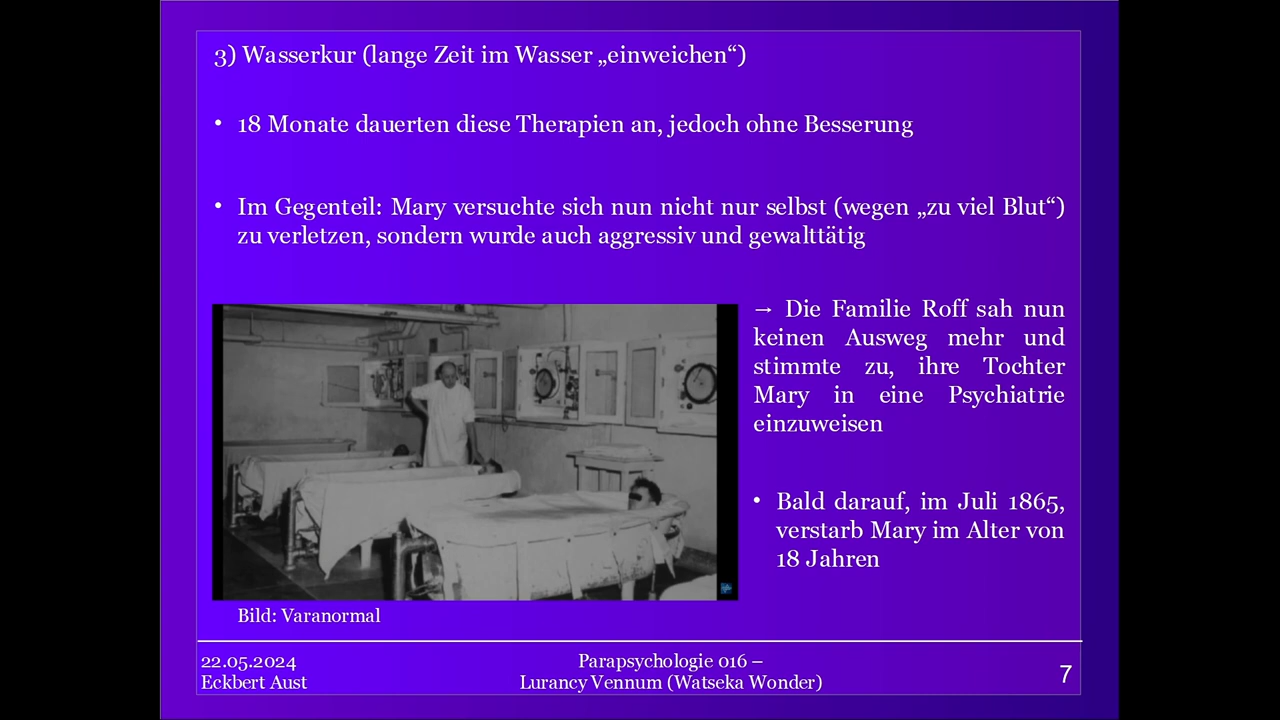 3) Wasserkur (lange Zeit im Wasser „einweichen“)
• 18 Monate dauerten diese Therapien an, jedoch ohne Besserung
• Im Gegenteil: Mary versuchte sich nun nicht nur selbst (wegen „zu viel Blut“)
zu verletzen, sondern wurde auch aggressiv und gewalttätig
→ Die Familie Roff sah nun
keinen Ausweg mehr und
stimmte zu, ihre Tochter
Mary in eine Psychiatrie
einzuweisen
• Bald darauf, im Juli 1865,
verstarb Mary im Alter von
18 Jahren
Bild: Varanormal
22.05.2024
Eckbert Aust
Parapsychologie 016 –
Lurancy Vennum (Watseka Wonder)
7